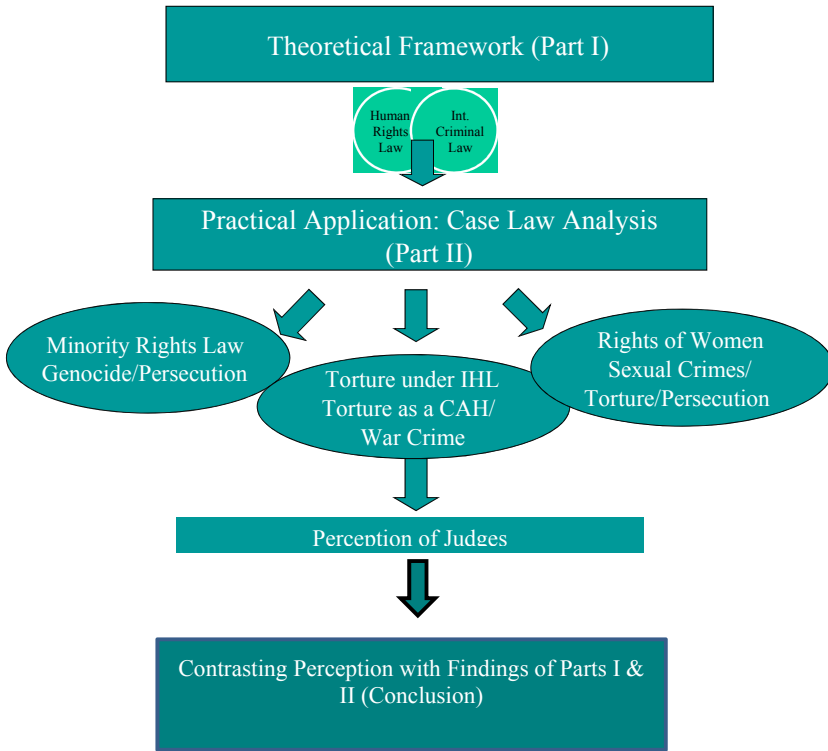 Theoretical Framework (Part I)
Human
Rights
Law
Int.
Criminal
Law
Practical Application: Case Law Analysis
(Part II)
Minority Rights Law
Genocide/Persecution
Torture under IHL
Torture as a CAH/
War Crime
Rights of Women
Sexual Crimes/
Torture/Persecution
Perception of Judges
Contrasting Perception with Findings of Parts I &
II (Conclusion)